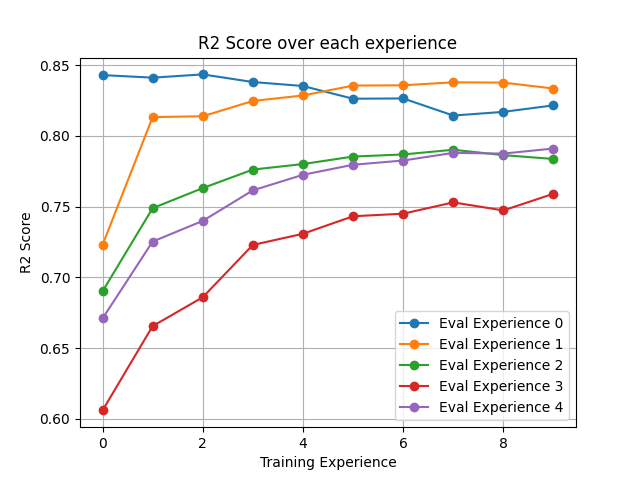 R2 Score over each experience
0.85
0.80
0.75
0.70
0.65
0.60
R2 Score
0 2 4 6 8
Training Experience
Eval Experience 0
Eval Experience 1
Eval Experience 2
Eval Experience 3
Eval Experience 4